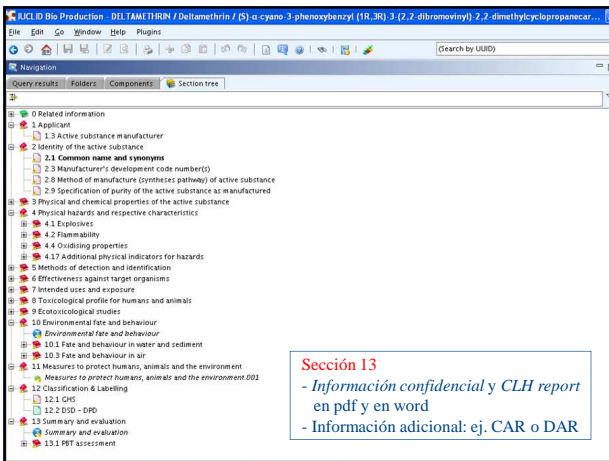 IUCLID Bio Production - DELTAMETHRIN / Deltamethrin / (S)-α-cyano-3-phenoxybenzyl (1R,3R)-3-(2,2-dibromovinyl)-2,2-dimethylcyclopropanecar...
File Edit Go Window Help Plugins
(Search by UUID)
Navigation
Query results Folders Components Section tree
0 Related information
1 Applicant
1.3 Active substance manufacturer
2 Identity of the active substance
2.1 Common name and synonyms
2.3 Manufacturer's development code number(s)
2.8 Method of manufacture (syntheses pathway) of active substance
2.9 Specification of purity of the active substance as manufactured
3 Physical and chemical properties of the active substance
4 Physical hazards and respective characteristics
4.1 Explosives
4.2 Flammability
4.4 Oxidising properties
4.17 Additional physical indicators for hazards
5 Methods of detection and identification
6 Effectiveness against target organisms
7 Intended uses and exposure
8 Toxicological profile for humans and animals
9 Ecotoxicological studies
10 Environmental fate and behaviour
Environmental fate and behaviour
10.1 Fate and behaviour in water and sediment
10.3 Fate and behaviour in air
11 Measures to protect humans, animals and the environment
Measures to protect humans, animals and the environment.001
12 Classification & Labelling
12.1 GHS
12.2 DSD - DPD
13 Summary and evaluation
Summary and evaluation
13.1 PBT assessment
Sección 13
- Información confidencial y CLH report
en pdf y en word
- Información adicional: ej. CAR o DAR